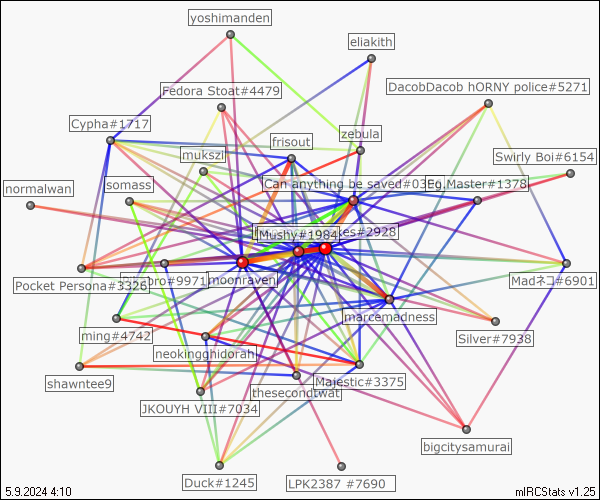 yoshimanden
eliakith
Fedora Stoat#4479
DacobDacob hORNY police#5271
Cypha#1717
zebula
frisout
mukszi
Swirly Boi#6154
normalwan
somass
Can anything be saved#03
Eg.Master#1378
Mushy#1984
kes#2928
Pocket Persona#3326
oro#9971
moonraven
Madネコ#6901
marcamadness
ming#4742
Silver#7938
neokingghidorah
shawntee9
Majestic#3375
thesecondtwat
JKOUYH VIII#7034
bigcitysamurai
Duck#1245
LPK2387 #7690
5.9.2024 4:10
mIRCStats v1.25